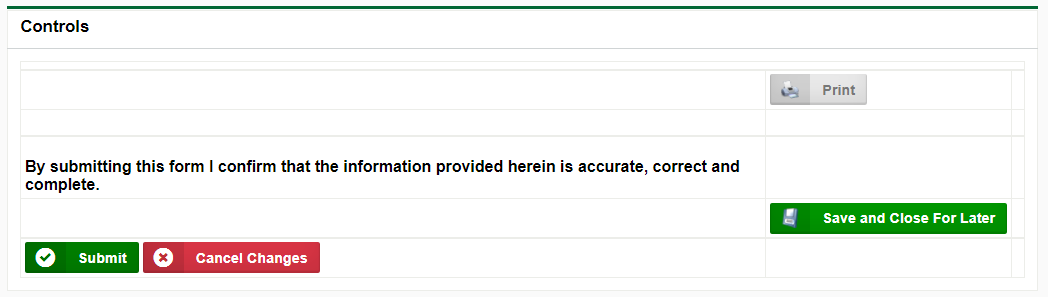 Controls
Print
By submitting this form I confirm that the information provided herein is accurate, correct and
complete.
Save and Close For Later
Submit
Cancel Changes